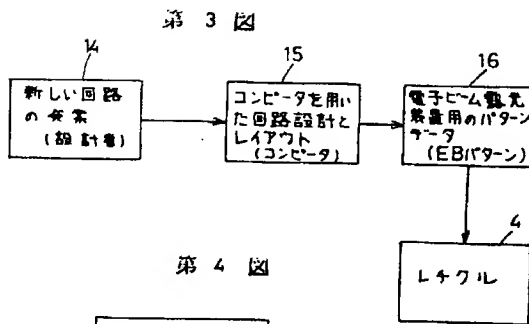 第 3 図
14
新しい回路
の発案
(設計者)
15
コンピータを用い
た回路設計と
レイアウト
(コンピータ)
16
電子ビーム露光
装置用のパターン
データ
(EBパターン)
4
レチクル
第 4 図